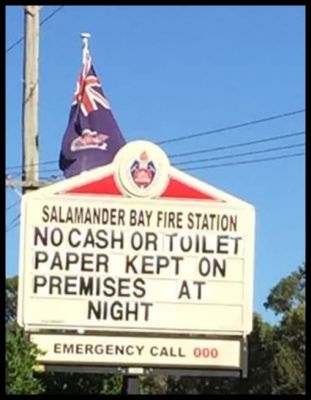 SALAMANDER BAY FIRE STATION
NO CASH OR TOILET
PAPER KEPT ON
PREMISES AT
NIGHT
EMERGENCY CALL 000